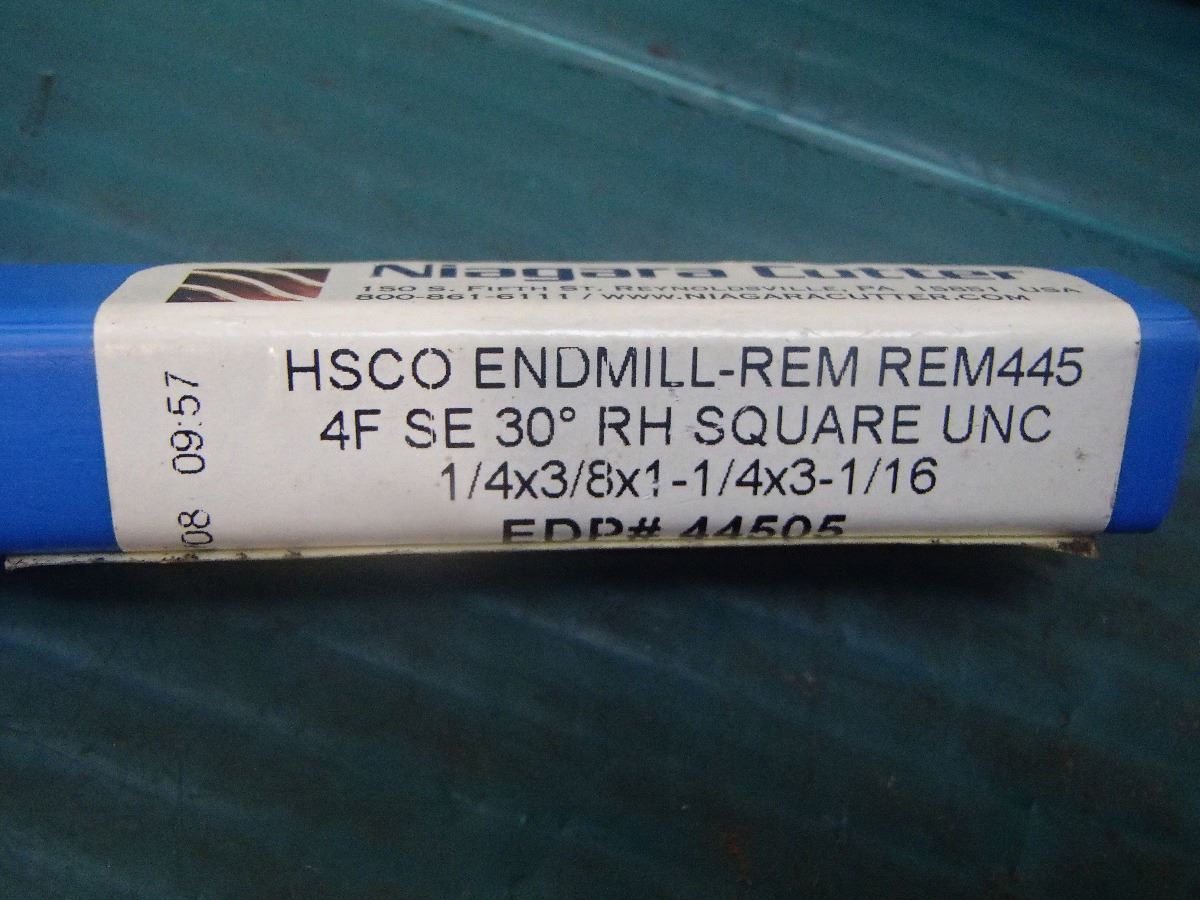 Niagara Cutter
150 S. FIFTH ST. REYNOLDSVILLE, PA 15851 USA
800-861-6111 / WWW.NIAGARACUTTER.COM
HSCO ENDMILL-REM REM445
4F SE 30° RH SQUARE UNC
1/4x3/8x1-1/4x3-1/16
EDP# 44505
08 09:57